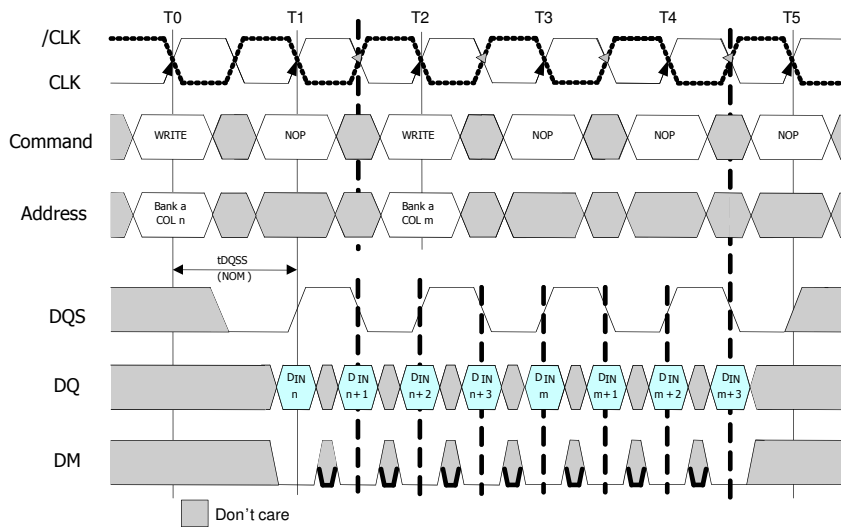 T0 T1 T2 T3 T4 T5
/CLK
CLK
Command WRITE NOP WRITE NOP NOP NOP
Address
Bank a
COL n
Bank a
COL m
tDQSS
(NOM)
DQS
DQ
DIN
n
DIN
n+1
DIN
n+2
DIN
n+3
DIN
m
DIN
m+1
DIN
m+2
DIN
m+3
DM
Don't care